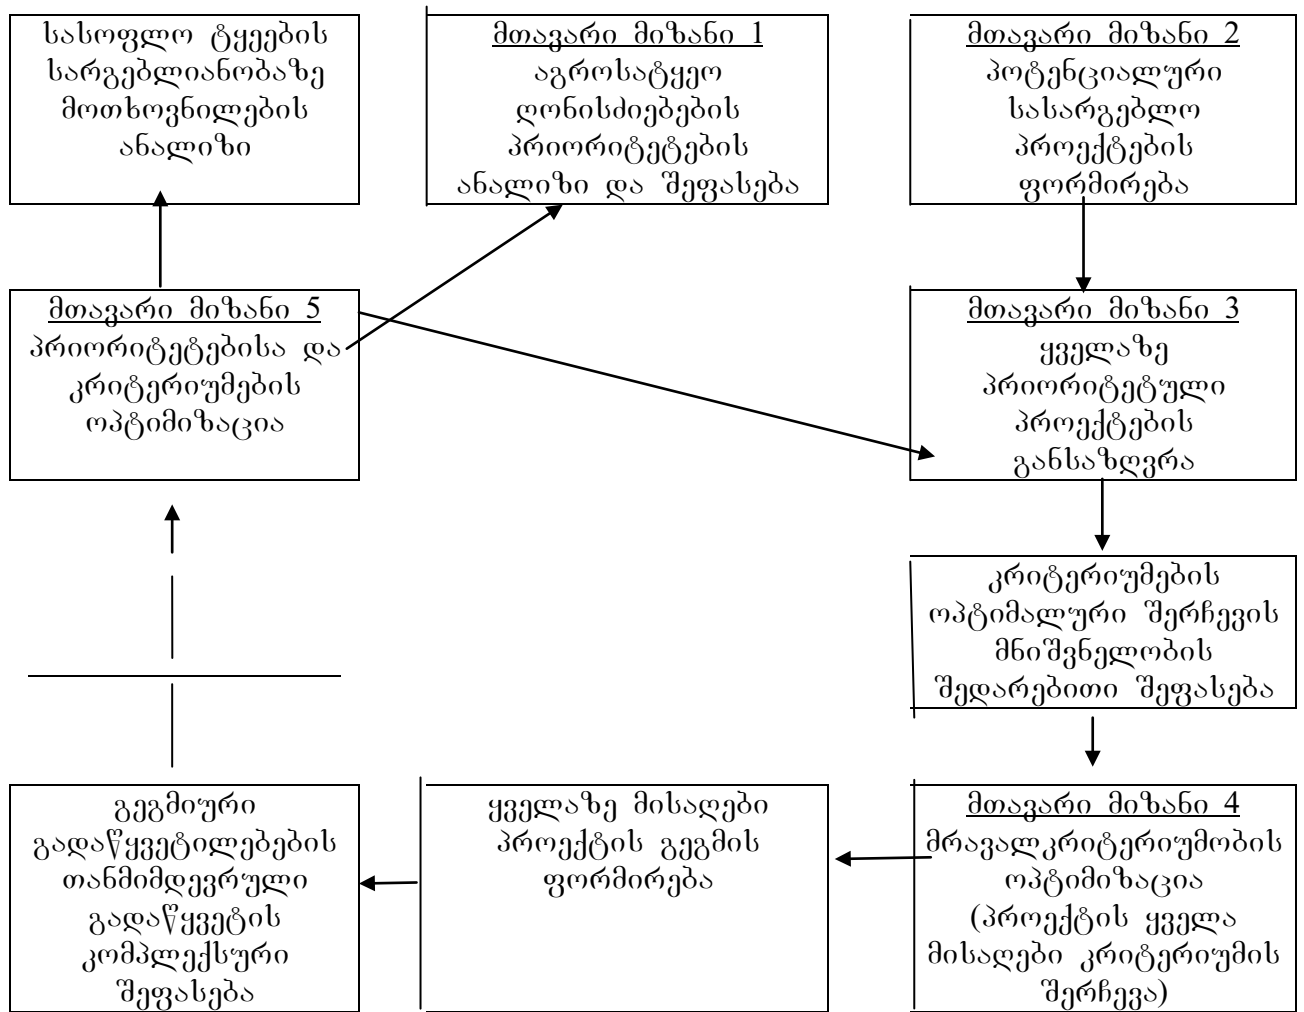 სასოფლო ტყეების
სარგებლიანობაზე
მოთხოვნილების
ანალიზი
მთავარი მიზანი 1
აგროსატყეო
ღონისძიებების
პრიორიტეტების
ანალიზი და შეფასება
მთავარი მიზანი 2
პოტენციალური
სასარგებლო
პროექტების
ფორმირება
მთავარი მიზანი 5
პრიორიტეტებისა და
კრიტერიუმების
ოპტიმიზაცია
მთავარი მიზანი 3
ყველაზე
პრიორიტეტული
პროექტების
განსაზღვრა
კრიტერიუმების
ოპტიმალური შერჩევის
მნიშვნელობის
შედარებითი შეფასება
გეგმიური
გადაწყვეტილებების
თანმიმდევრული
გადაწყვეტის
კომპლექსური
შეფასება
ყველაზე მისაღები
პროექტის გეგმის
ფორმირება
მთავარი მიზანი 4
მრავალკრიტერიუმობის
ოპტიმიზაცია
(პროექტის ყველა
მისაღები კრიტერიუმის
შერჩევა)